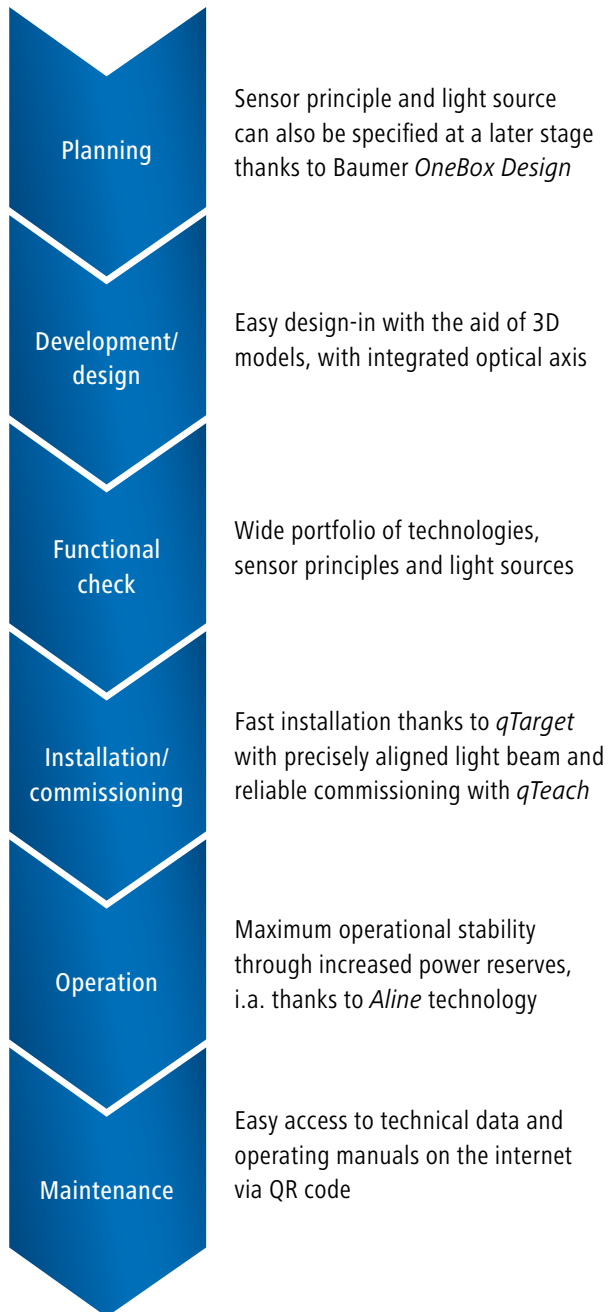 Planning
Sensor principle and light source
can also be specified at a later stage
thanks to Baumer OneBox Design
Development/
design
Easy design-in with the aid of 3D
models, with integrated optical axis
Functional
check
Wide portfolio of technologies,
sensor principles and light sources
Installation/
commissioning
Fast installation thanks to qTarget
with precisely aligned light beam and
reliable commissioning with qTeach
Operation
Maximum operational stability
through increased power reserves,
i.a. thanks to Aline technology
Maintenance
Easy access to technical data and
operating manuals on the internet
via QR code